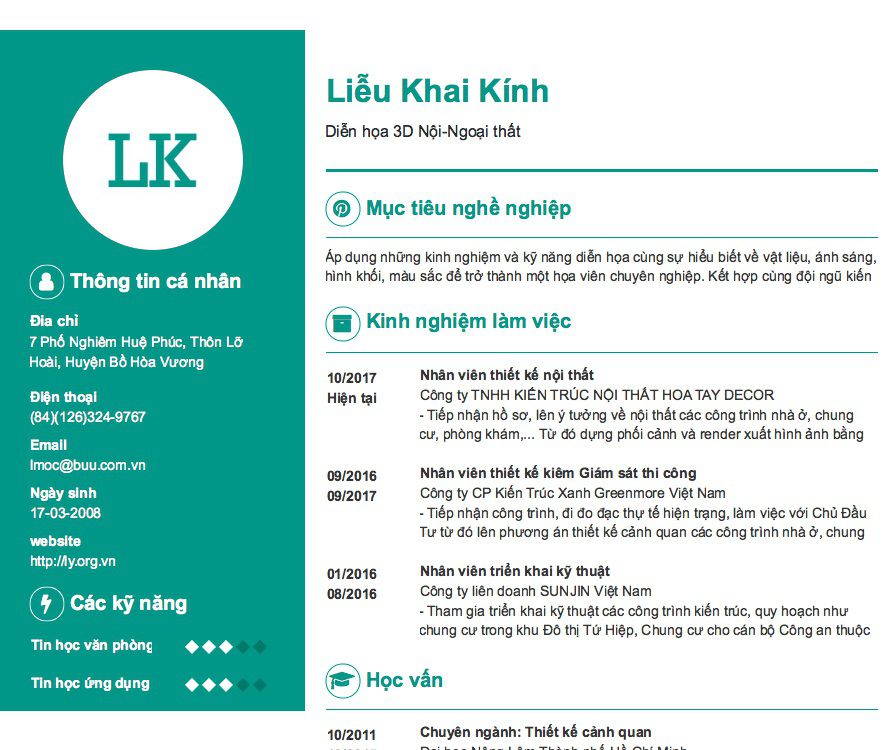 LK
Thông tin cá nhân
Địa chỉ
7 Phố Nghiêm Huệ Phúc, Thôn Lỡ
Hoài, Huyện Bồ Hòa Vương
Điện thoại
(84)(126)324-9767
Email
lmoc@buu.com.vn
Ngày sinh
17-03-2008
website
http://ly.org.vn
Các kỹ năng
Tin học văn phòng
Tin học ứng dụng
Liễu Khai Kính
Diễn họa 3D Nội-Ngoại thất
Mục tiêu nghề nghiệp
Áp dụng những kinh nghiệm và kỹ năng diễn họa cùng sự hiểu biết về vật liệu, ánh sáng,
hình khối, màu sắc để trở thành một họa viên chuyên nghiệp. Kết hợp cùng đội ngũ kiến
Kinh nghiệm làm việc
10/2017
Hiện tại
Nhân viên thiết kế nội thất
Công ty TNHH KIẾN TRÚC NỘI THẤT HOA TAY DECOR
- Tiếp nhận hồ sơ, lên ý tưởng về nội thất các công trình nhà ở, chung
cư, phòng khám,... Từ đó dựng phối cảnh và render xuất hình ảnh bằng
09/2016
09/2017
Nhân viên thiết kế kiêm Giám sát thi công
Công ty CP Kiến Trúc Xanh Greenmore Việt Nam
- Tiếp nhận công trình, đi đo đạc thự tế hiện trạng, làm việc với Chủ Đầu
Tư từ đó lên phương án thiết kế cảnh quan các công trình nhà ở, chung
01/2016
08/2016
Nhân viên triển khai kỹ thuật
Công ty liên doanh SUNJIN Việt Nam
- Tham gia triển khai kỹ thuật các công trình kiến trúc, quy hoạch như
chung cư trong khu Đô thị Tứ Hiệp, Chung cư cho cán bộ Công an thuộc
Học vấn
10/2011
Chuyên ngành: Thiết kế cảnh quan
Đại học Nông Lâm Thành phố Hồ Chí Minh